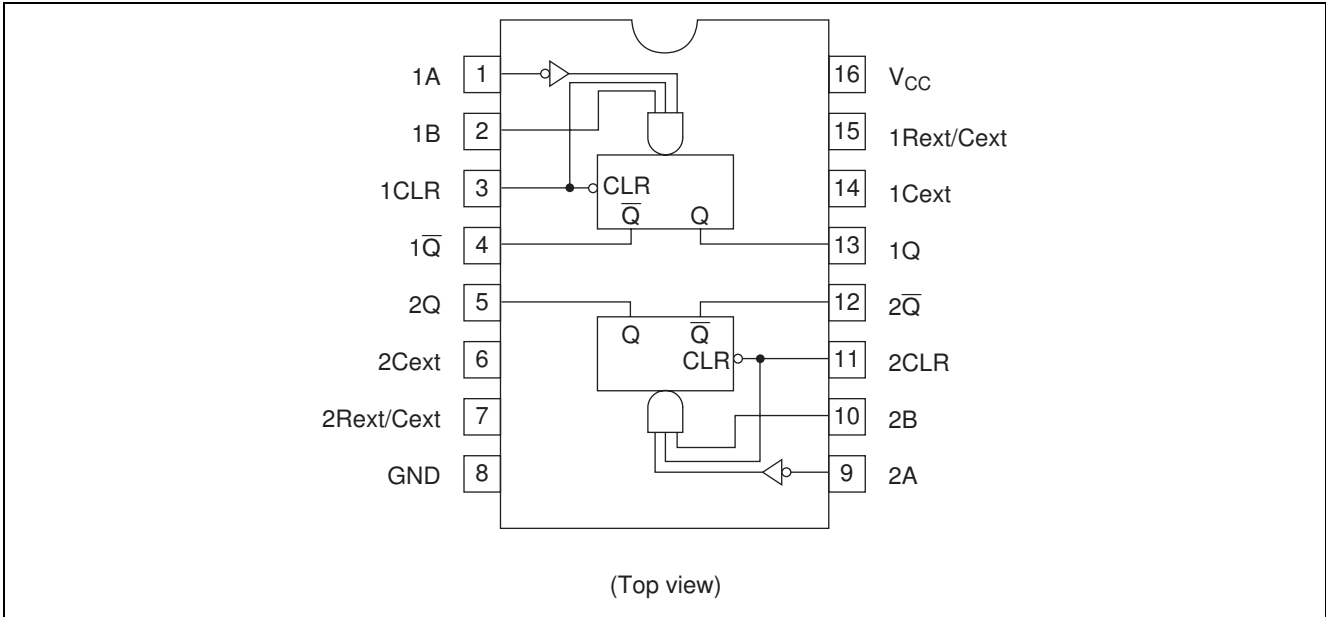 1A 1 16 VCC
1B 2 15 1Rext/Cext
1CLR 3 CLR 14 1Cext
Q̅ Q
1Q̅ 4 13 1Q
2Q 5 12 2Q̅
Q Q̅
2Cext 6 CLR 11 2CLR
2Rext/Cext 7 10 2B
GND 8 9 2A
(Top view)